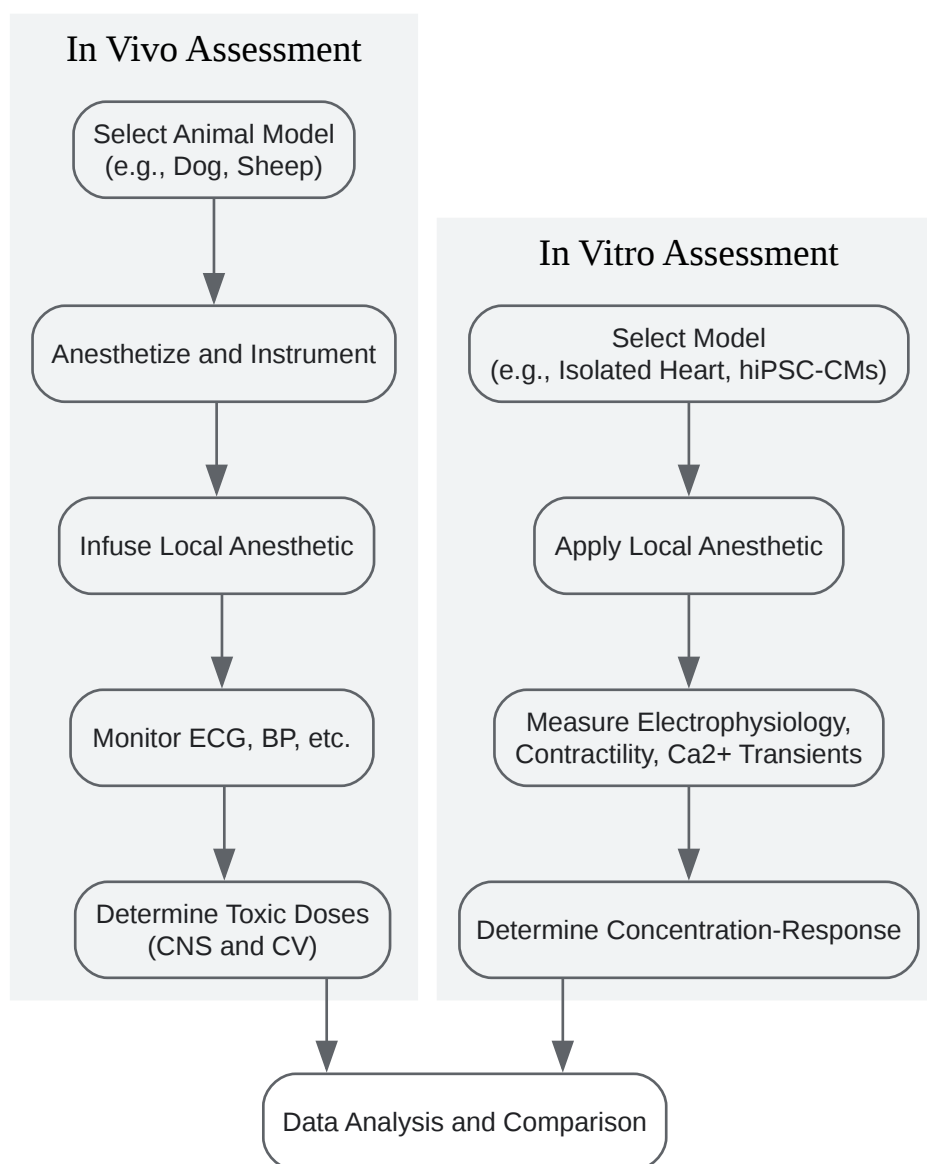 In Vivo Assessment
Select Animal Model
(e.g., Dog, Sheep)
Anesthetize and Instrument
Infuse Local Anesthetic
Monitor ECG, BP, etc.
Determine Toxic Doses
(CNS and CV)
In Vitro Assessment
Select Model
(e.g., Isolated Heart, hiPSC-CMs)
Apply Local Anesthetic
Measure Electrophysiology,
Contractility, Ca2+ Transients
Determine Concentration-Response
Data Analysis and Comparison